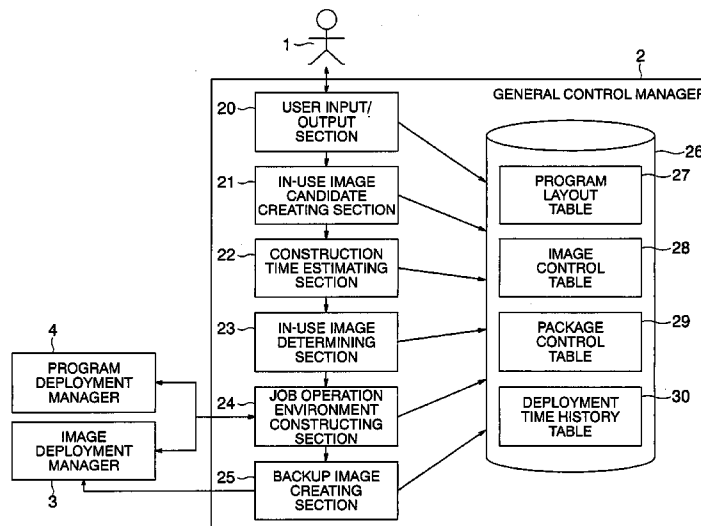 1
2
GENERAL CONTROL MANAGER
20
USER INPUT/
OUTPUT
SECTION
26
21
IN-USE IMAGE
CANDIDATE
CREATING SECTION
PROGRAM
LAYOUT
TABLE
27
22
CONSTRUCTION
TIME ESTIMATING
SECTION
IMAGE
CONTROL
TABLE
28
23
IN-USE IMAGE
DETERMINING
SECTION
PACKAGE
CONTROL
TABLE
29
4
PROGRAM
DEPLOYMENT
MANAGER
24
JOB OPERATION
ENVIRONMENT
CONSTRUCTING
SECTION
DEPLOYMENT
TIME HISTORY
TABLE
30
IMAGE
DEPLOYMENT
MANAGER
3
25
BACKUP IMAGE
CREATING
SECTION